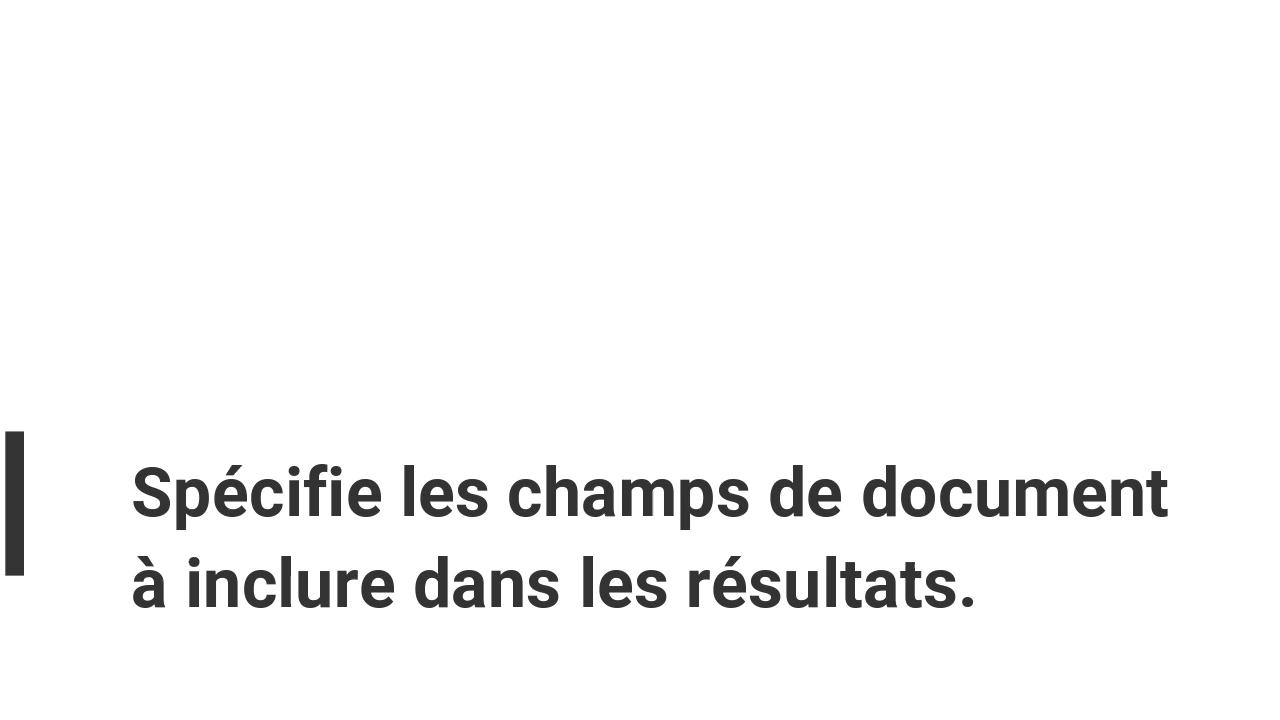 Spécifie les champs de document
à inclure dans les résultats.